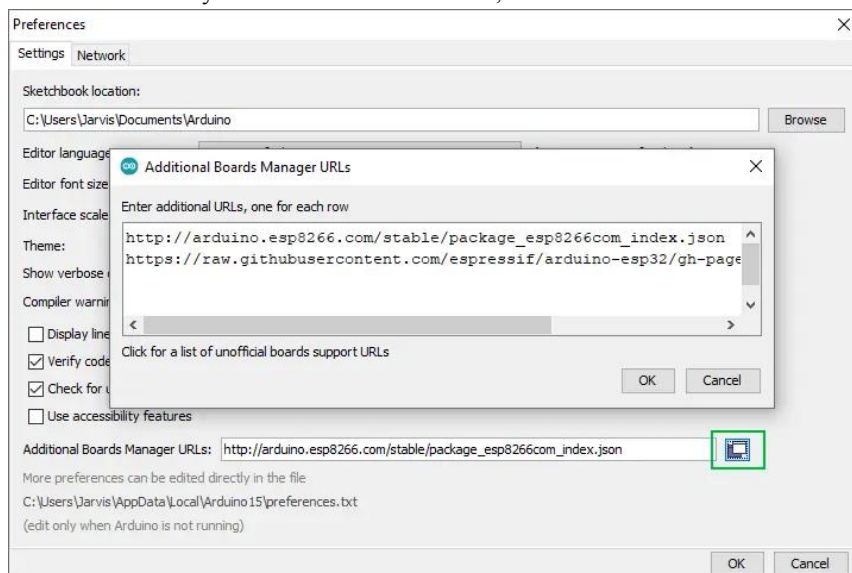 Preferences
Settings Network
Sketchbook location:
C:\Users\Jarvis\Documents\Arduino Browse
Editor language
Additional Boards Manager URLs
Editor font size
Enter additional URLs, one for each row
Interface scale
http://arduino.esp8266.com/stable/package_esp8266com_index.json
Theme:
https://raw.githubusercontent.com/espressif/arduino-esp32/gh-page
Show verbose
Compiler warnin
Display line
Click for a list of unofficial boards support URLs
Verify code
OK Cancel
Check for u
Use accessibility features
Additional Boards Manager URLs: http://arduino.esp8266.com/stable/package_esp8266com_index.json
More preferences can be edited directly in the file
C:\Users\Jarvis\AppData\Local\Arduino15\preferences.txt
(edit only when Arduino is not running)
OK Cancel